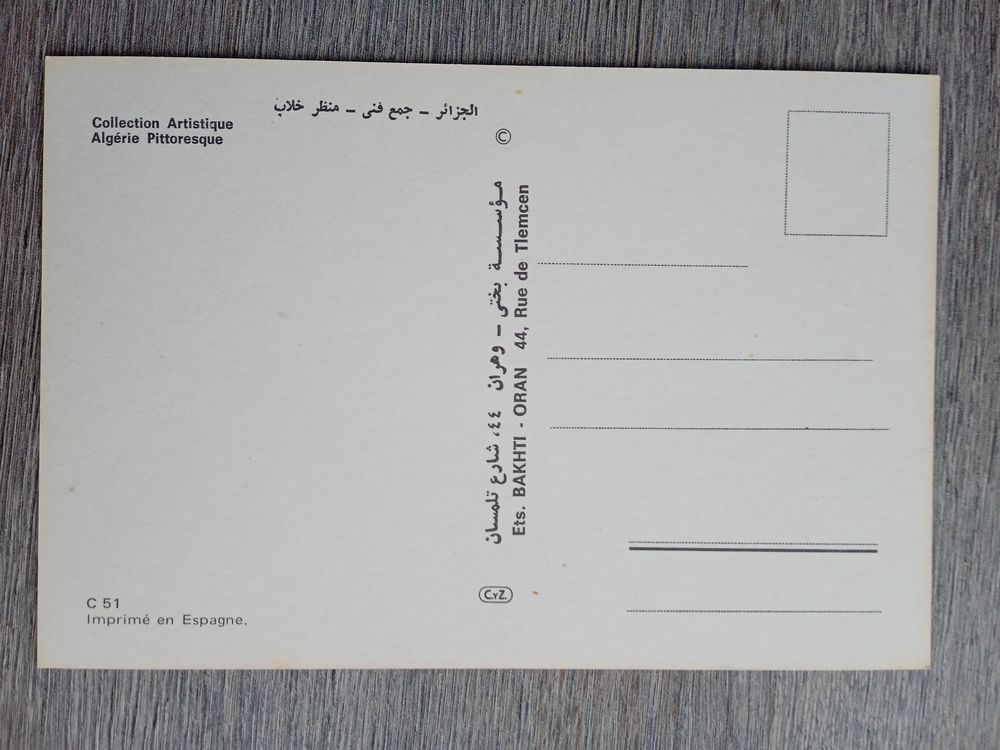 الجزائر – جمع فنى – منظر خلاب
Collection Artistique
Algérie Pittoresque
©
مؤسسة بختى – وهران ٤٤، شارع تلمسان
Ets. BAKHTI - ORAN 44, Rue de Tlemcen
C.YZ.
C 51
Imprimé en Espagne.